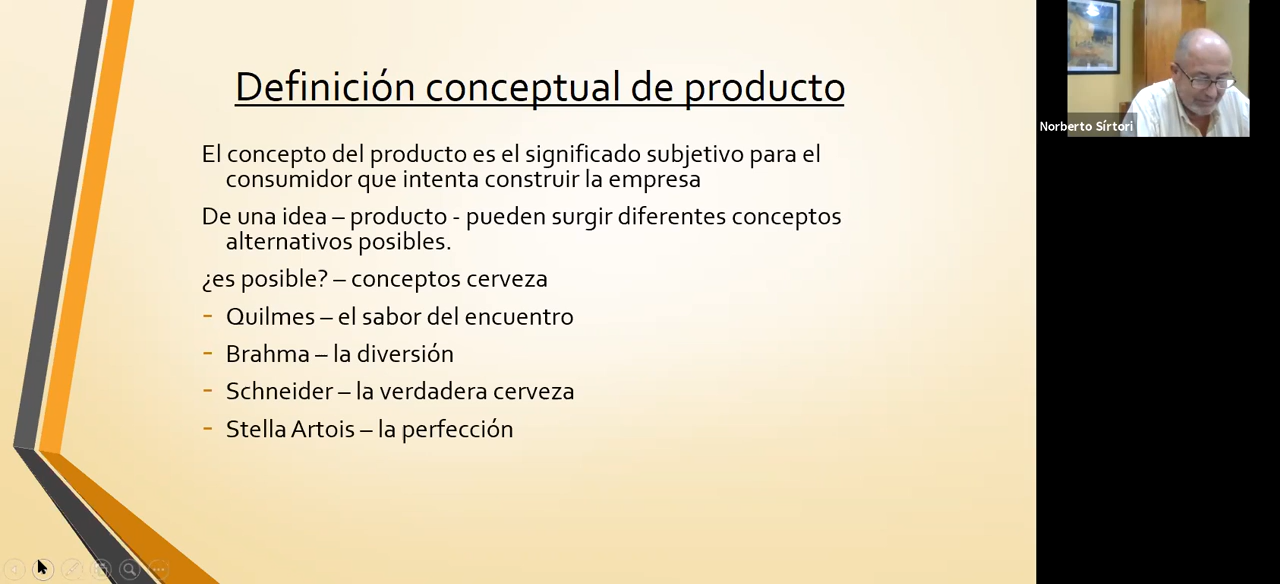 Definición conceptual de producto
El concepto del producto es el significado subjetivo para el
consumidor que intenta construir la empresa
De una idea – producto - pueden surgir diferentes conceptos
alternativos posibles.
¿es posible? – conceptos cerveza
- Quilmes – el sabor del encuentro
- Brahma – la diversión
- Schneider – la verdadera cerveza
- Stella Artois – la perfección
Norberto Sírtori